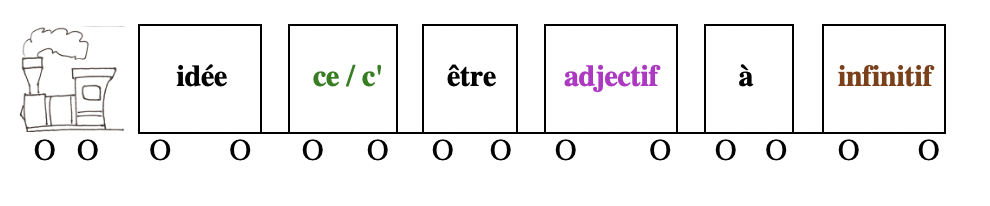 idée ce / c' être adjectif à infinitif
O O O O O O O O O O O O O O